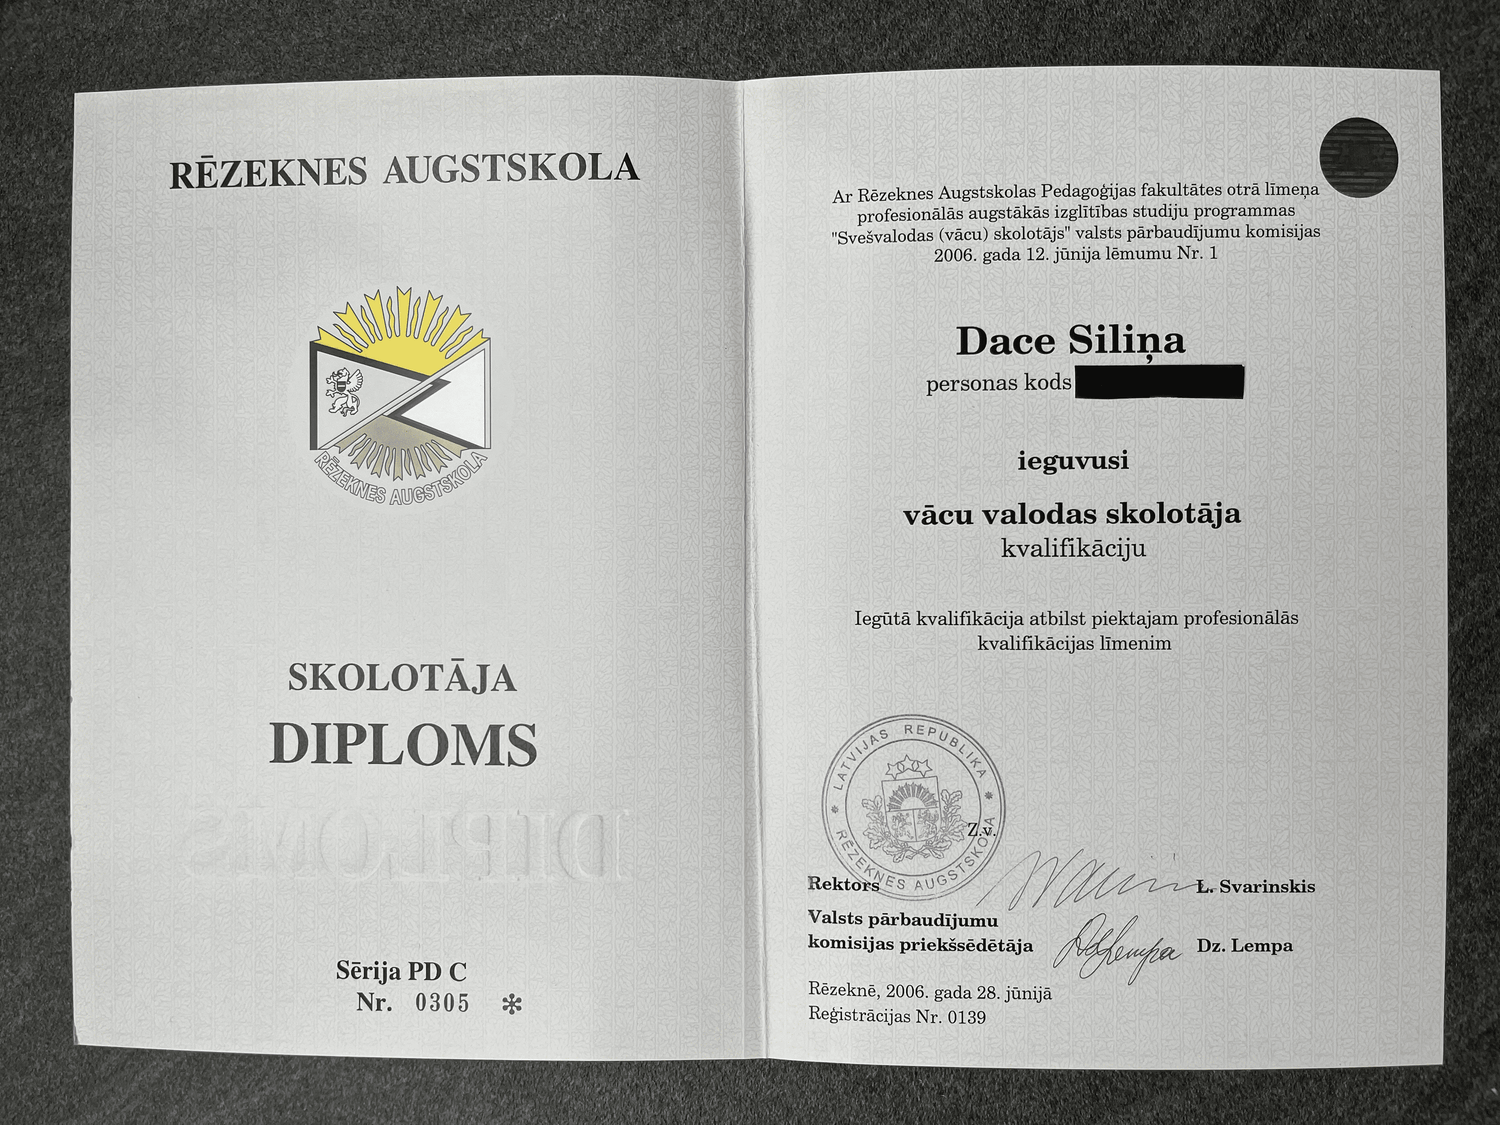 RĒZEKNES AUGSTSKOLA
RĒZEKNES AUGSTSKOLA
SKOLOTĀJA
DIPLOMS
DIPLOMS
Sērija PD C
Nr. 0305 *
Ar Rēzeknes Augstskolas Pedagoģijas fakultātes otrā līmeņa
profesionālās augstākās izglītības studiju programmas
"Svešvalodas (vācu) skolotājs" valsts pārbaudījumu komisijas
2006. gada 12. jūnija lēmumu Nr. 1
Dace Siliņa
personas kods
ieguvusi
vācu valodas skolotāja
kvalifikāciju
Iegūtā kvalifikācija atbilst piektajam profesionālās
kvalifikācijas līmenim
LATVIJAS REPUBLIKA
RĒZEKNES AUGSTSKOLA
Z.v.
Rektors L. Svarinskis
Valsts pārbaudījumu
komisijas priekšsēdētāja DzLempa Dz. Lempa
Rēzeknē, 2006. gada 28. jūnijā
Reģistrācijas Nr. 0139